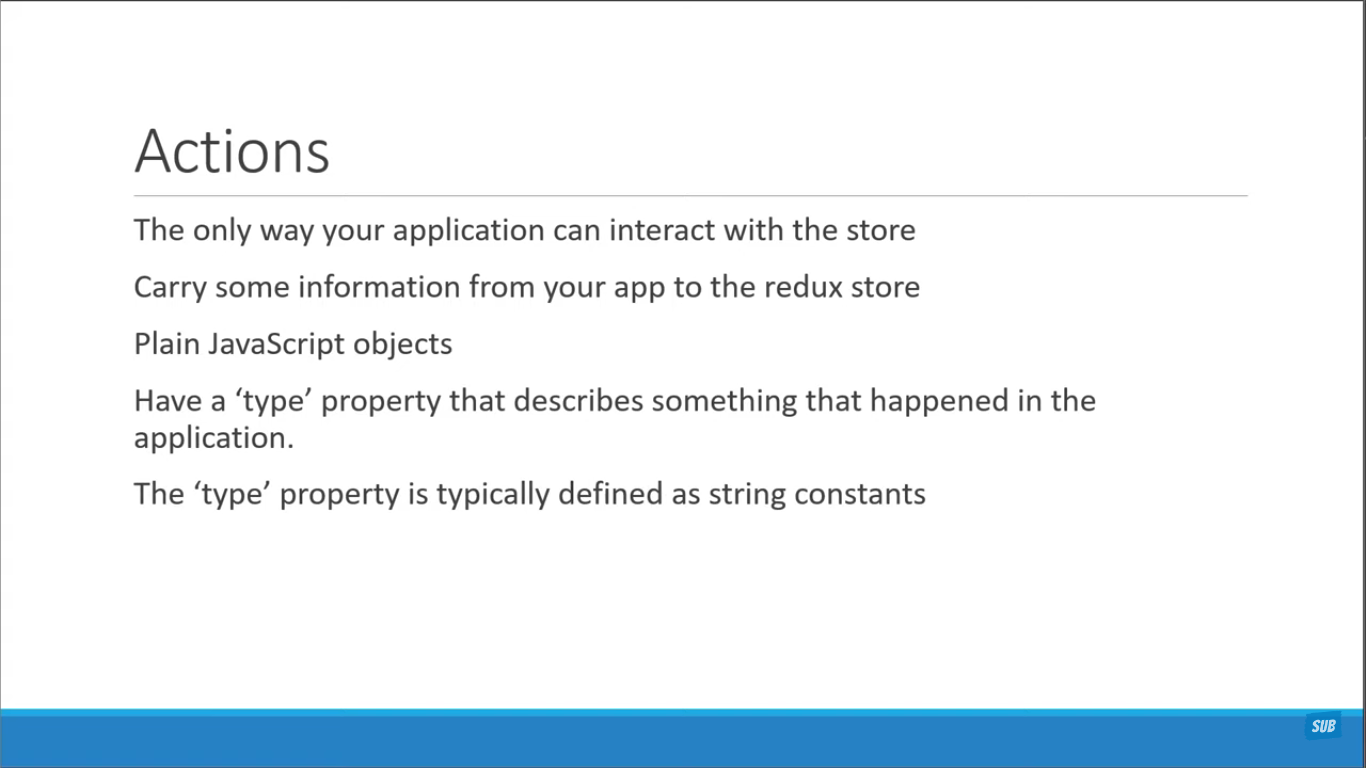 Actions
The only way your application can interact with the store
Carry some information from your app to the redux store
Plain JavaScript objects
Have a ‘type’ property that describes something that happened in the
application.
The ‘type’ property is typically defined as string constants
SUB